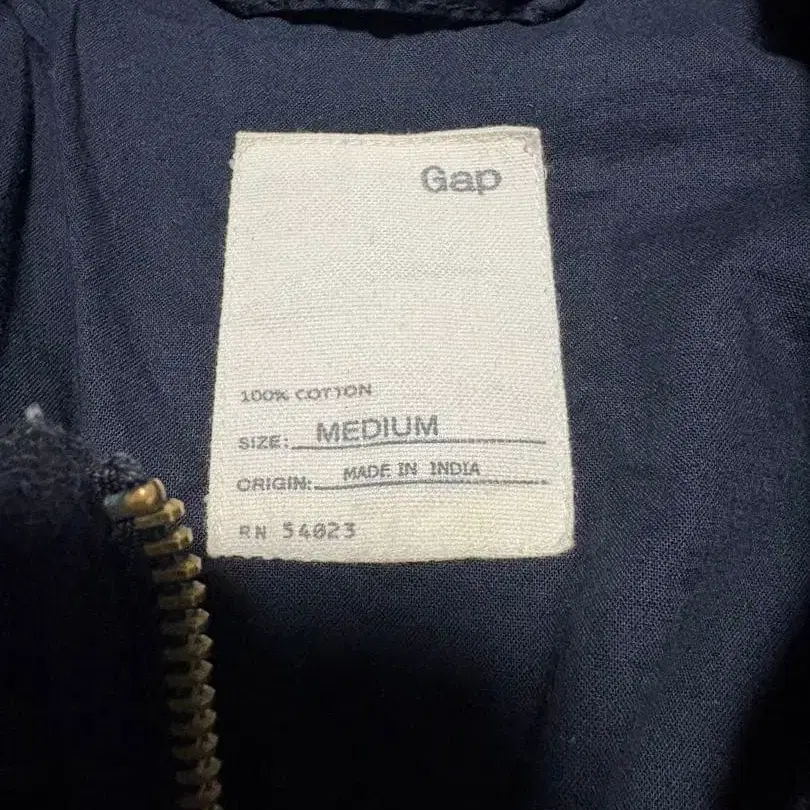 Gap
100% COTTON
SIZE: MEDIUM
ORIGIN: MADE IN INDIA
RN 54023